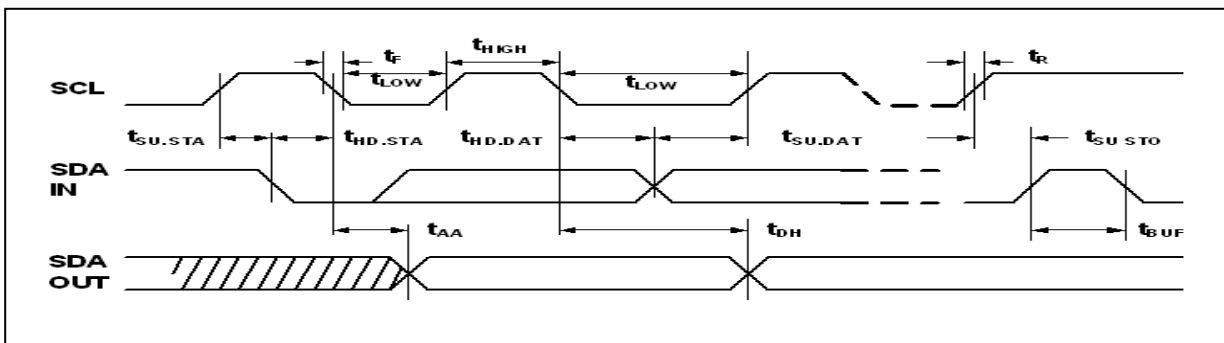 tF
tHIGH
tR
SCL
tLOW
tLOW
tSU.STA
tHD.STA
tHD.DAT
tSU.DAT
tSU STO
SDA
IN
tAA
tDH
tBUF
SDA
OUT